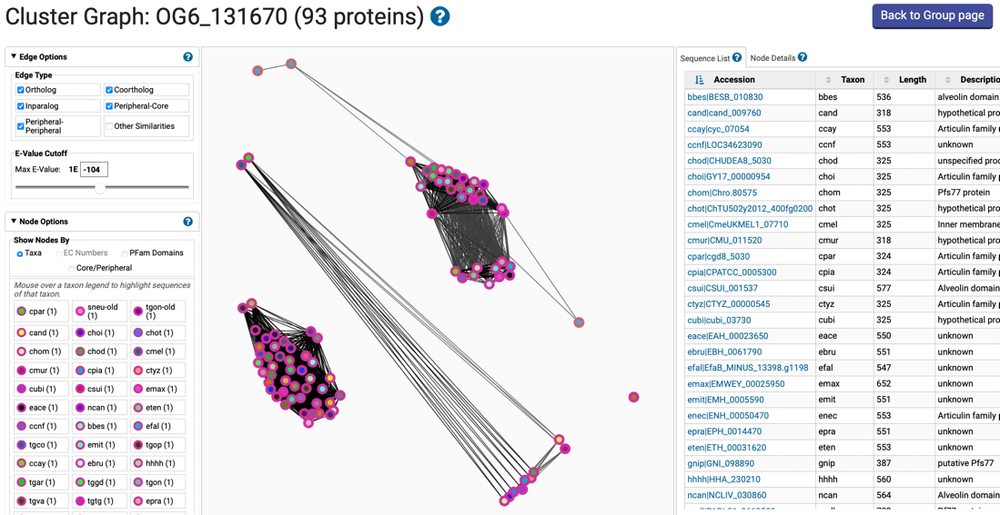 Cluster Graph: OG6_131670 (93 proteins) ?
Back to Group page
▼ Edge Options ?
Edge Type
Ortholog Coortholog
Inparalog Peripheral-Core
Peripheral-
Peripheral Other Similarities
E-Value Cutoff
Max E-Value: 1E -104
▼ Node Options ?
Show Nodes By
Taxa EC Numbers PFam Domains
Core/Peripheral
Mouse over a taxon legend to highlight sequences
of that taxon.
cpar (1) sneu-old (1) tgon-old (1)
cand (1) choi (1) chot (1)
chom (1) chod (1) cmel (1)
cmur (1) cpia (1) ctyz (1)
cubi (1) csui (1) emax (1)
eace (1) ncan (1) eten (1)
ccnf (1) bbes (1) efal (1)
tgco (1) emit (1) tgop (1)
ccay (1) ebru (1) hhhh (1)
tgar (1) tggd (1) tgon (1)
tgva (1) tgtg (1) epra (1)
Sequence List ? Node Details ?
Accession Taxon Length Descriptio
bbes|BESB_010830 bbes 536 alveolin domain
cand|cand_009760 cand 318 hypothetical pro
ccay|cyc_07054 ccay 553 Articulin family
ccnf|LOC34623090 ccnf 553 unknown
chod|CHUDEA8_5030 chod 325 unspecified prod
choi|GY17_00000954 choi 325 Articulin family p
chom|Chro.80575 chom 325 Pfs77 protein
chot|ChTU502y2012_400fg0200 chot 325 hypothetical pro
cmel|CmeUKMEL1_07710 cmel 325 Inner membrane
cmur|CMU_011520 cmur 318 hypothetical pro
cpar|cgd8_5030 cpar 324 Articulin family p
cpia|CPATCC_0005300 cpia 324 Articulin family p
csui|CSUI_001537 csui 577 Alveolin domain
ctyz|CTYZ_00000545 ctyz 325 Articulin family p
cubi|cubi_03730 cubi 325 hypothetical pro
eace|EAH_00023650 eace 550 unknown
ebru|EBH_0061790 ebru 551 unknown
efal|EfaB_MINUS_13398.g1198 efal 547 unknown
emax|EMWEY_00025950 emax 652 unknown
emit|EMH_0005590 emit 551 unknown
enec|ENH_00050470 enec 553 Articulin family p
epra|EPH_0014470 epra 551 unknown
eten|ETH_00031620 eten 553 unknown
gnip|GNI_098890 gnip 387 putative Pfs77
hhhh|HHA_230210 hhhh 560 unknown
ncan|NCLIV_030860 ncan 564 Alveolin domain